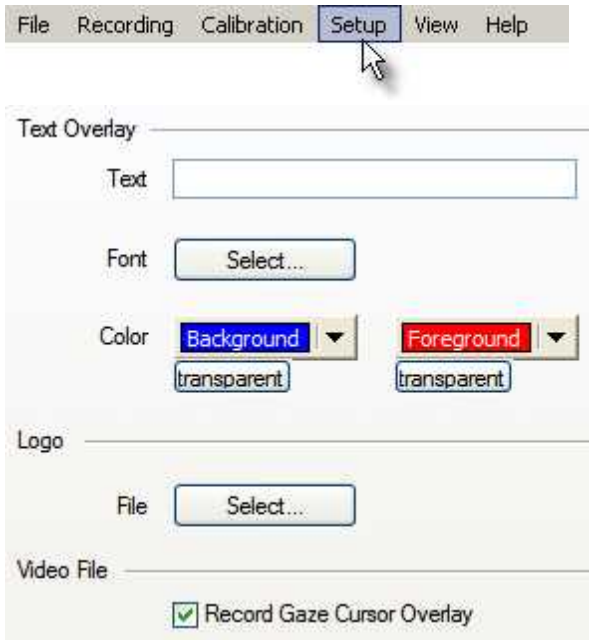 File Recording Calibration Setup View Help
Text Overlay
Text
Font Select...
Color Background Foreground
transparent transparent
Logo
File Select...
Video File
Record Gaze Cursor Overlay